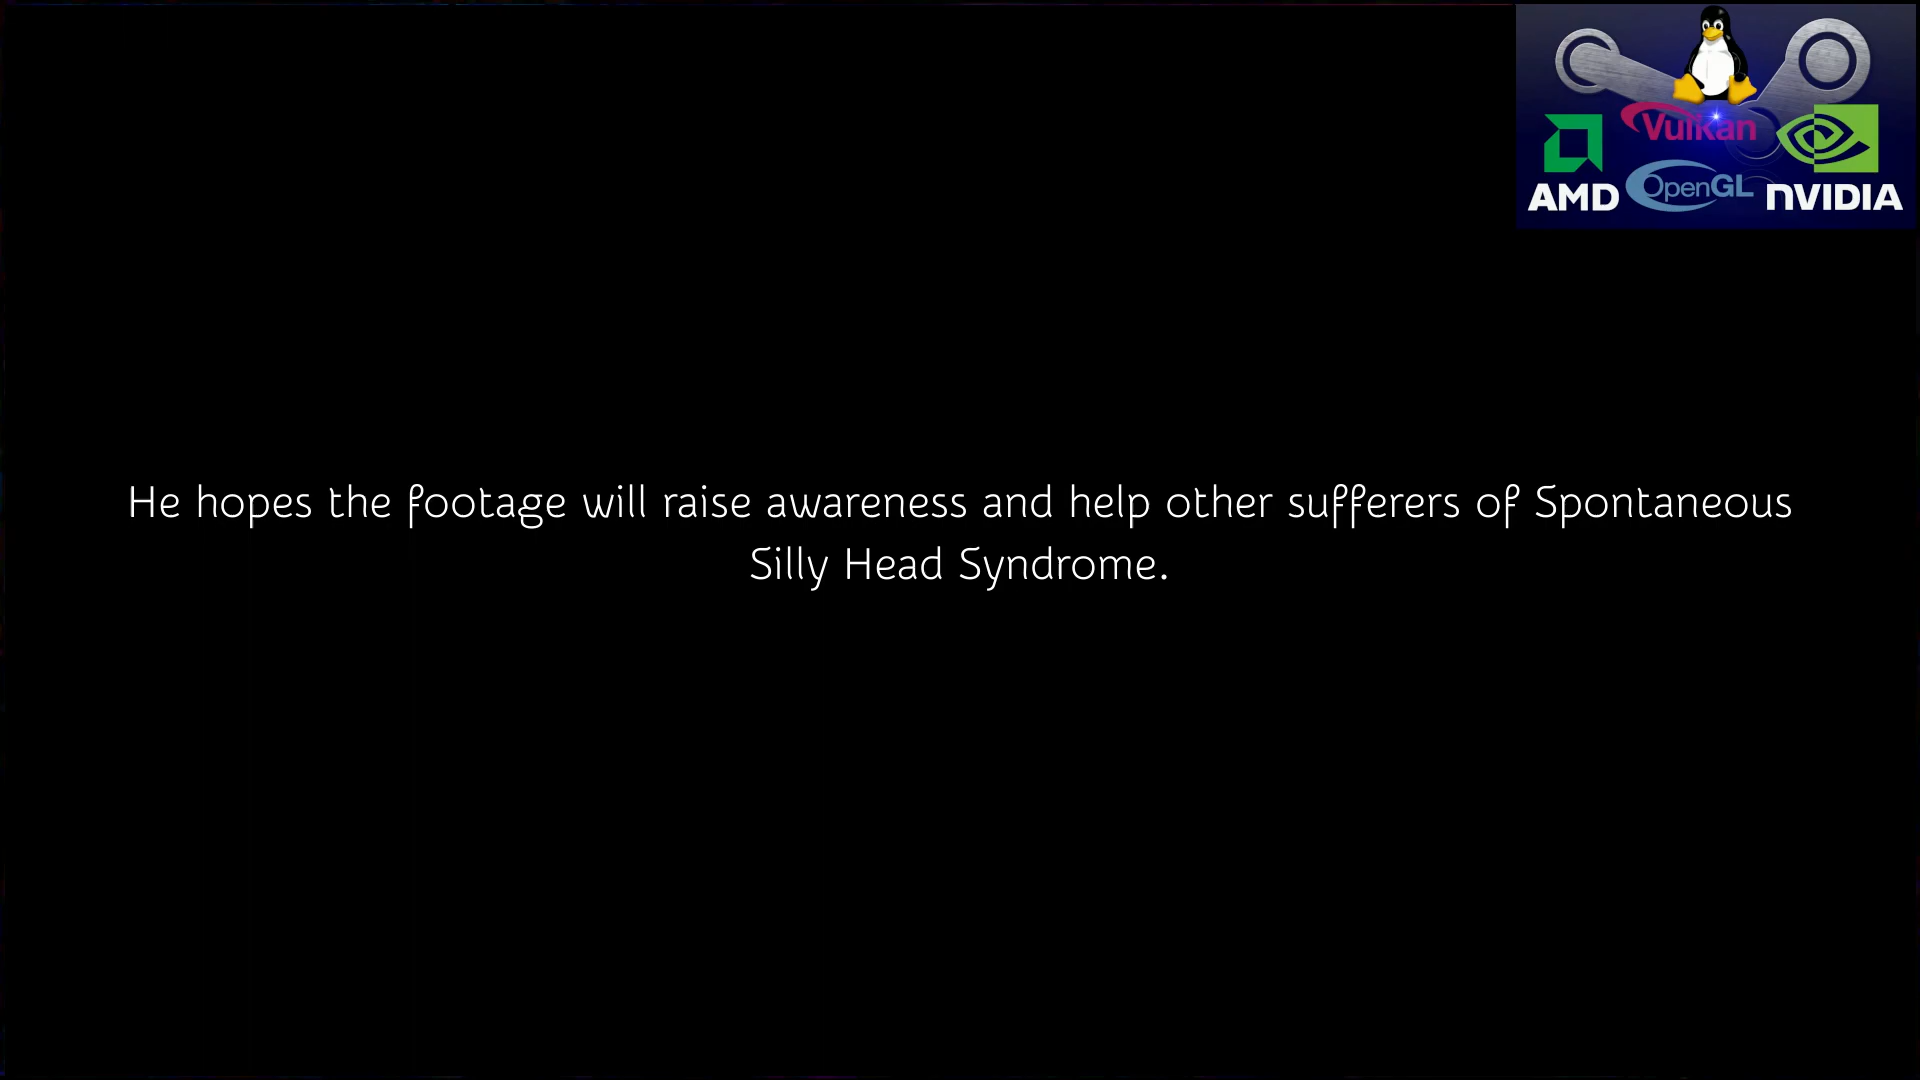 Vulkan
AMD
OpenGL
NVIDIA
He hopes the footage will raise awareness and help other sufferers of Spontaneous
Silly Head Syndrome.